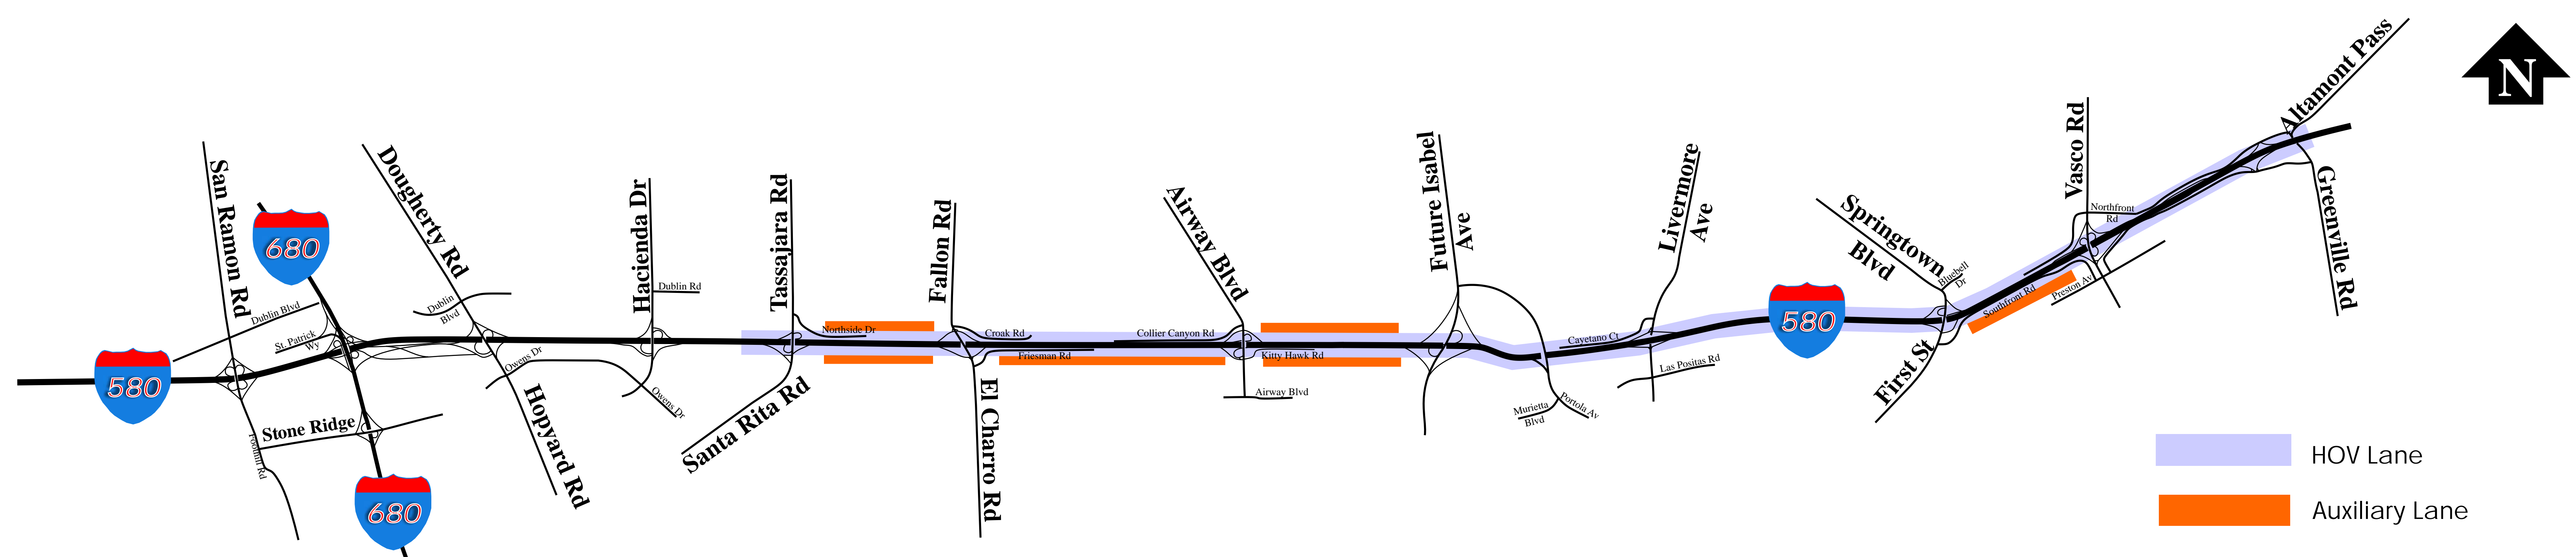 Altamont Pass
N
Vasco Rd
Future Isabel
Ave
Livermore
Ave
San Ramon Rd
Dougherty Rd
Hacienda Dr
Tassajara Rd
Fallon Rd
Airway Blvd
Springtown
Blvd
Northfront
Rd
Greenville Rd
680
Bluebell
Dr
Dublin Rd
Dublin
Blvd
Dublin Blvd
Preston Av
Southfront Rd
580
Northside Dr
Croak Rd
Collier Canyon Rd
Cayetano Ct
St. Patrick
Wy
Owens Dr
Friesman Rd
Kitty Hawk Rd
Las Positas Rd
First St
580
Owens Dr
Airway Blvd
Murietta
Blvd
Portola Av
Santa Rita Rd
El Charro Rd
Hopyard Rd
Stone Ridge
Foothill Rd
680
HOV Lane
Auxiliary Lane